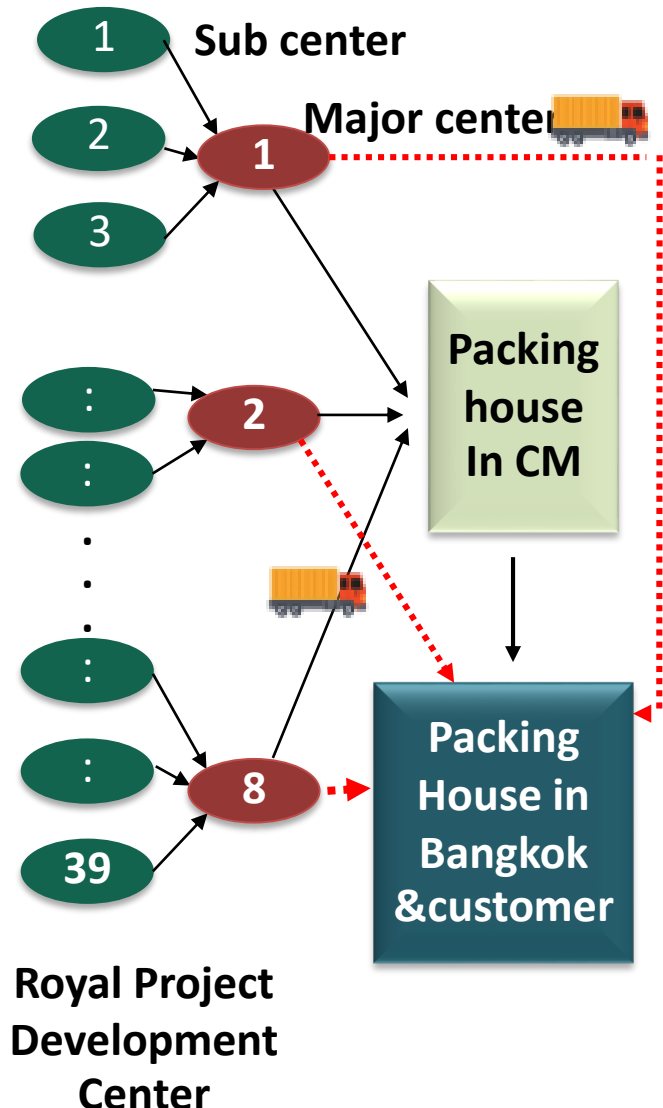 1
Sub center
Major center
2
1
3
Packing
house
In CM
:
2
:
.
.
.
:
Packing
House in
Bangkok
&customer
:
8
39
Royal Project
Development
Center